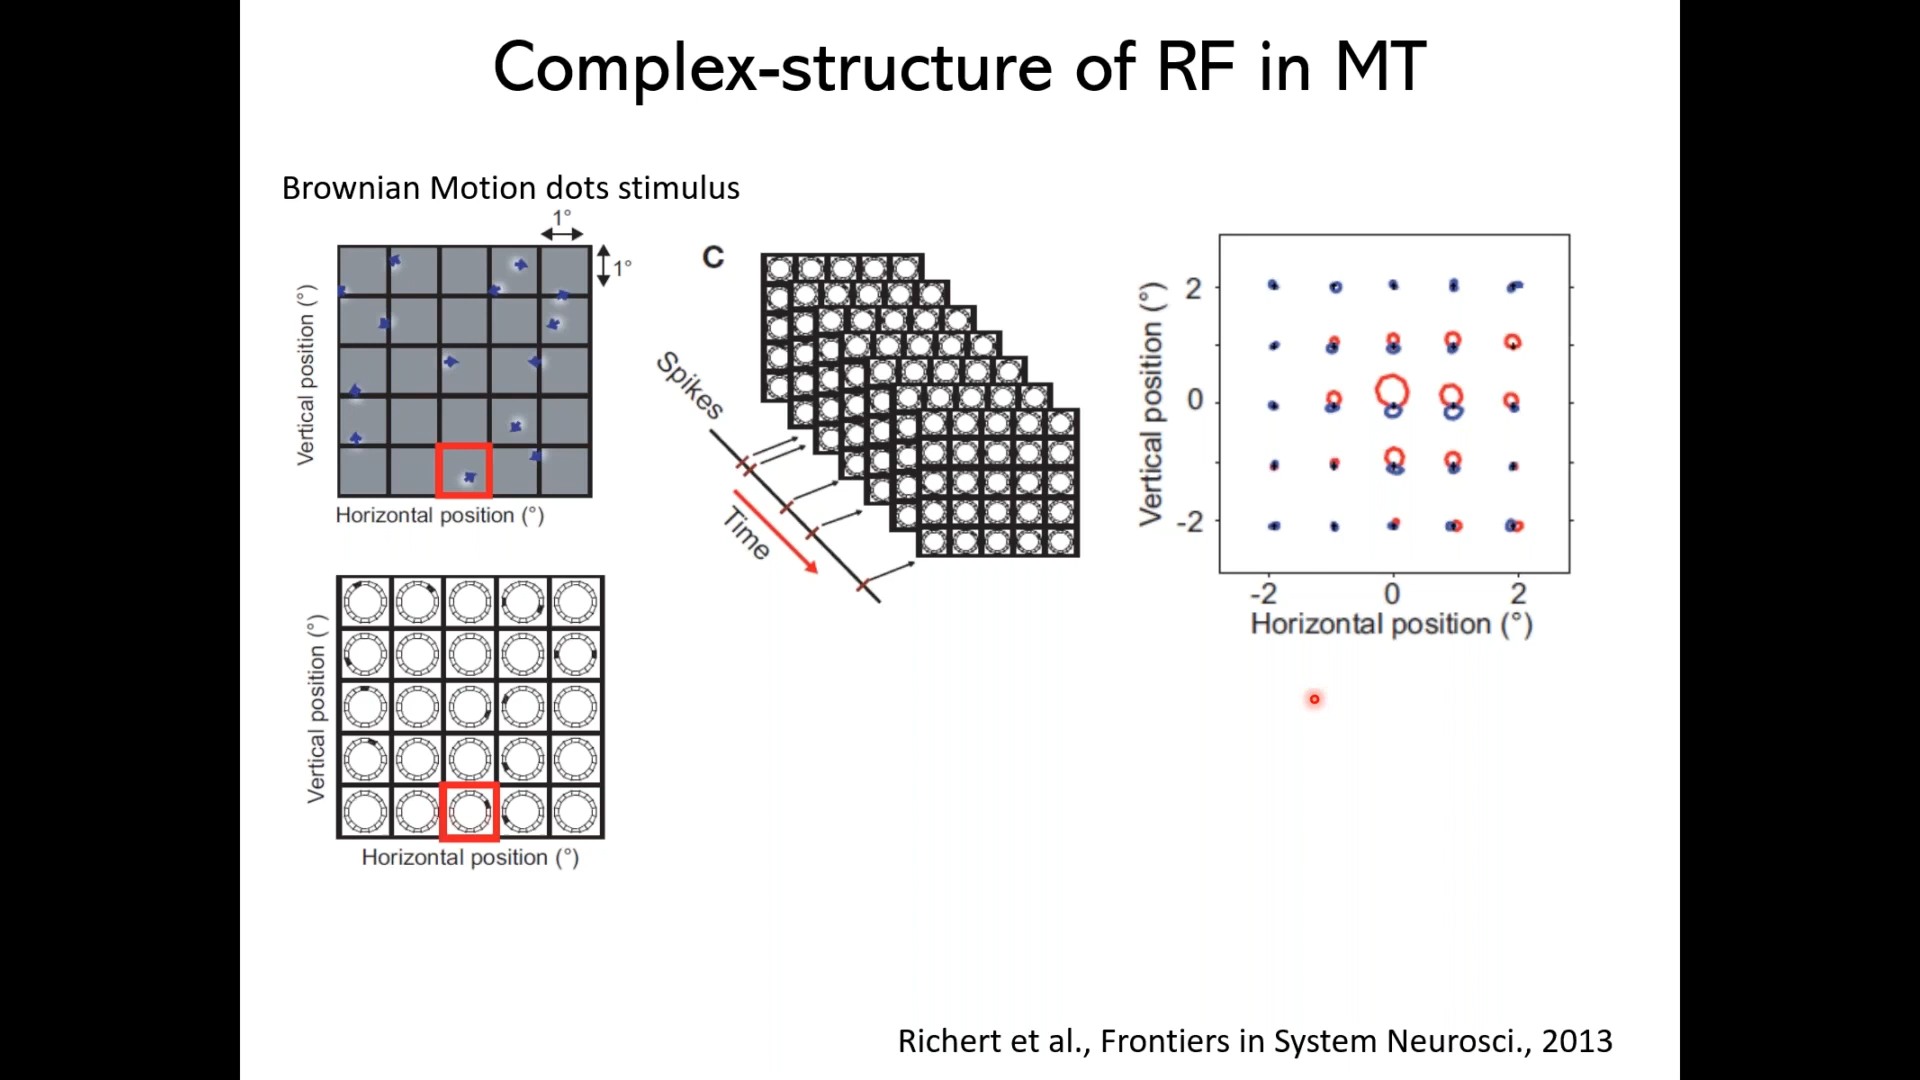 Complex-structure of RF in MT
Brownian Motion dots stimulus
1°
1°
Vertical position (°)
Horizontal position (°)
Vertical position (°)
Horizontal position (°)
C
Spikes
Time
Vertical position (°)
2
0
-2
-2
0
2
Horizontal position (°)
Richert et al., Frontiers in System Neurosci., 2013